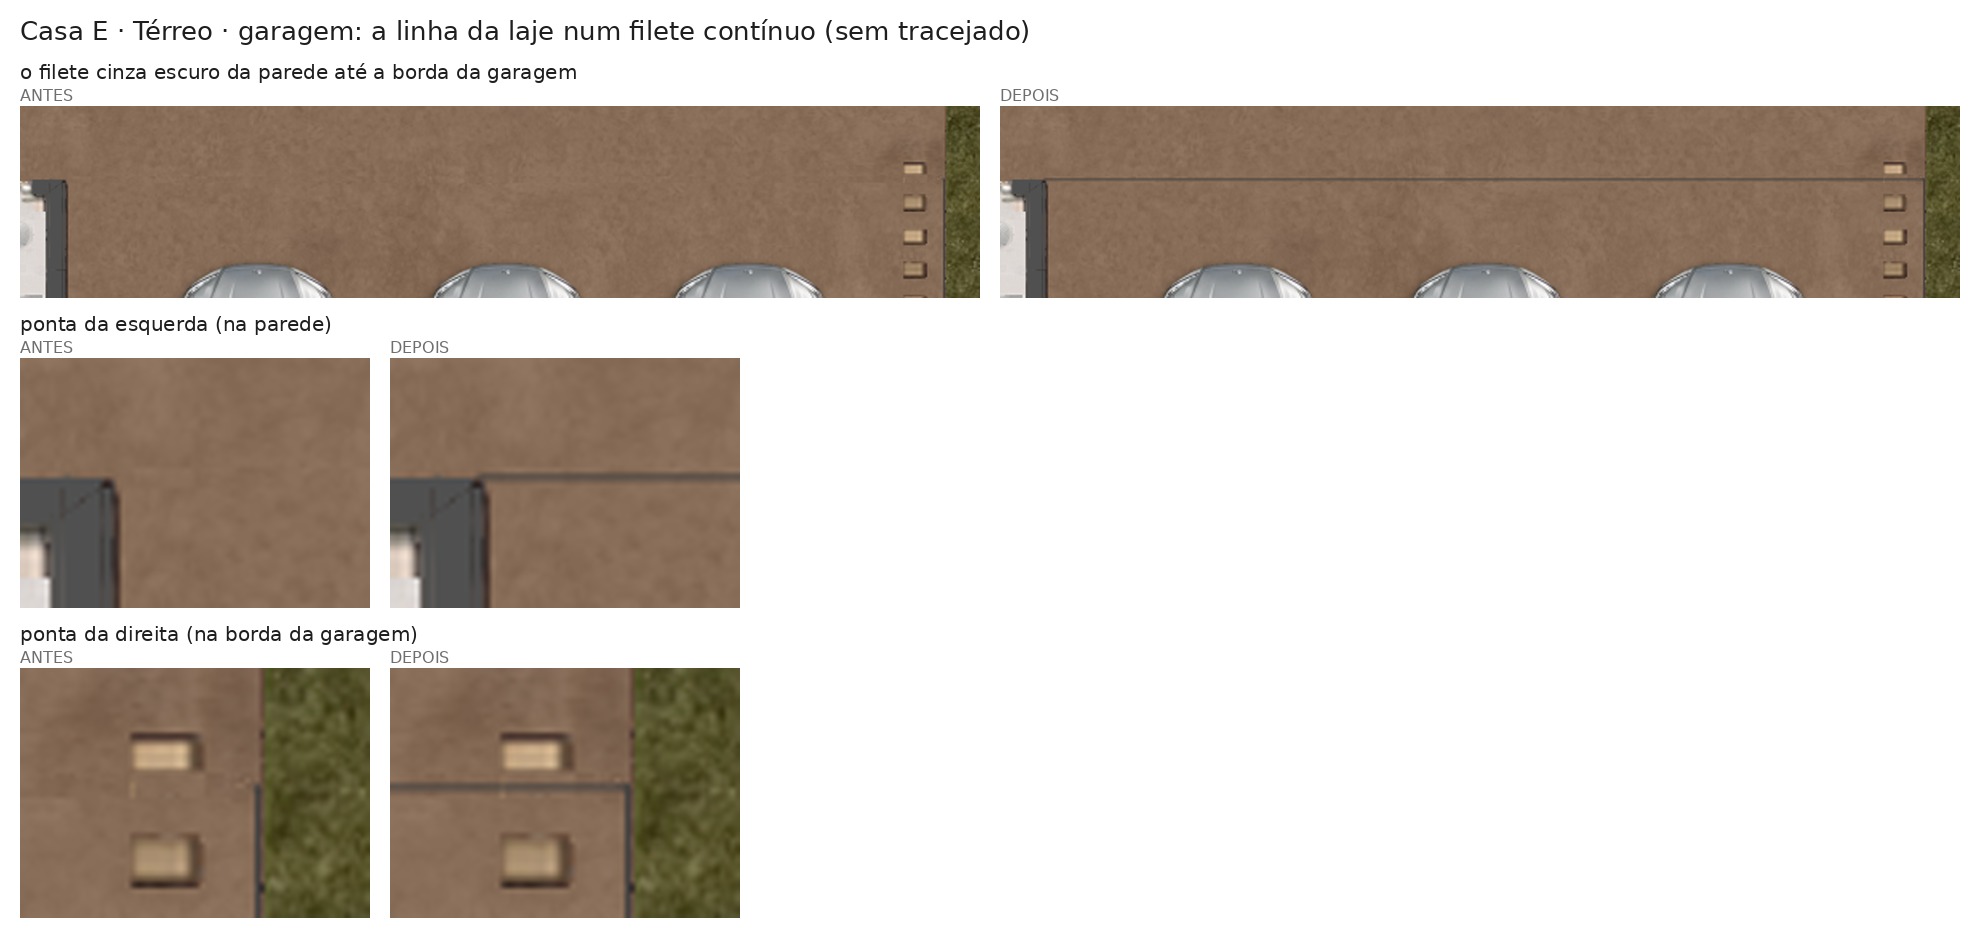 Casa E · Térreo · garagem: a linha da laje num filete contínuo (sem tracejado)
o filete cinza escuro da parede até a borda da garagem
ANTES
DEPOIS
ponta da esquerda (na parede)
ANTES
DEPOIS
ponta da direita (na borda da garagem)
ANTES
DEPOIS